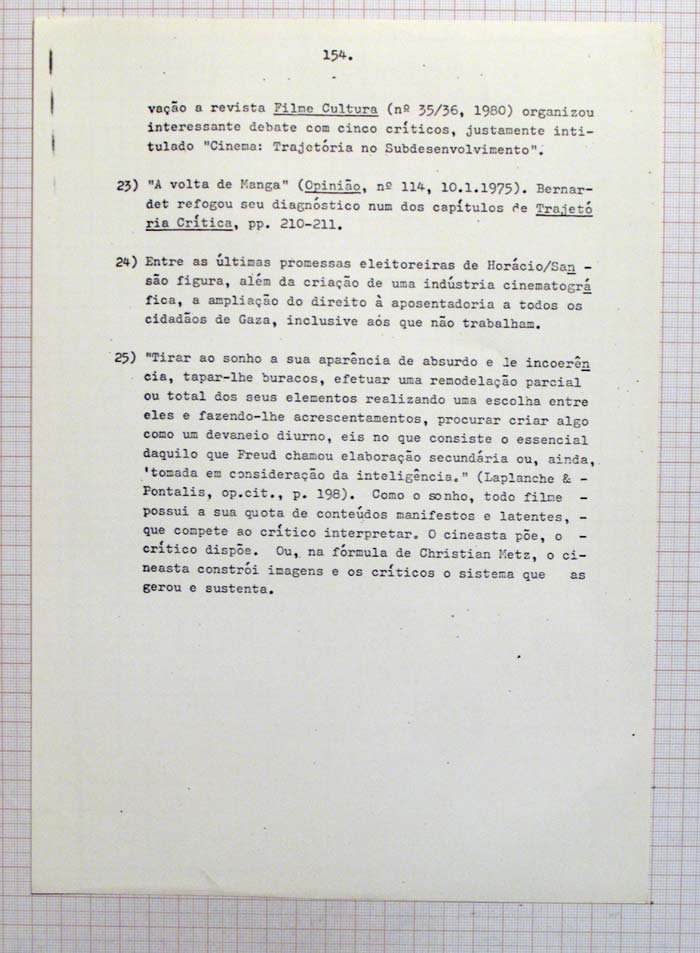 154.
vação a revista Filme Cultura (nº 35/36, 1980) organizou
interessante debate com cinco críticos, justamente inti-
tulado "Cinema: Trajetória no Subdesenvolvimento".
23) "A volta de Manga" (Opinião, nº 114, 10.1.1975). Bernar-
det refogou seu diagnóstico num dos capítulos de Trajetó
ria Crítica, pp. 210-211.
24) Entre as últimas promessas eleitoreiras de Horácio/San -
são figura, além da criação de uma indústria cinematográ
fica, a ampliação do direito à aposentadoria a todos os
cidadãos de Gaza, inclusive aós que não trabalham.
25) "Tirar ao sonho a sua aparência de absurdo e de incoerên
cia, tapar-lhe buracos, efetuar uma remodelação parcial
ou total dos seus elementos realizando uma escolha entre
eles e fazendo-lhe acrescentamentos, procurar criar algo
como um devaneio diurno, eis no que consiste o essencial
daquilo que Freud chamou elaboração secundária ou, ainda,
'tomada em consideração da inteligência." (Laplanche & -
Pontalis, op.cit., p. 198). Como o sonho, todo filme -
possui a sua quota de conteúdos manifestos e latentes, -
que compete ao crítico interpretar. O cineasta põe, o -
crítico dispõe. Ou, na fórmula de Christian Metz, o ci-
neasta constrói imagens e os críticos o sistema que as
gerou e sustenta.